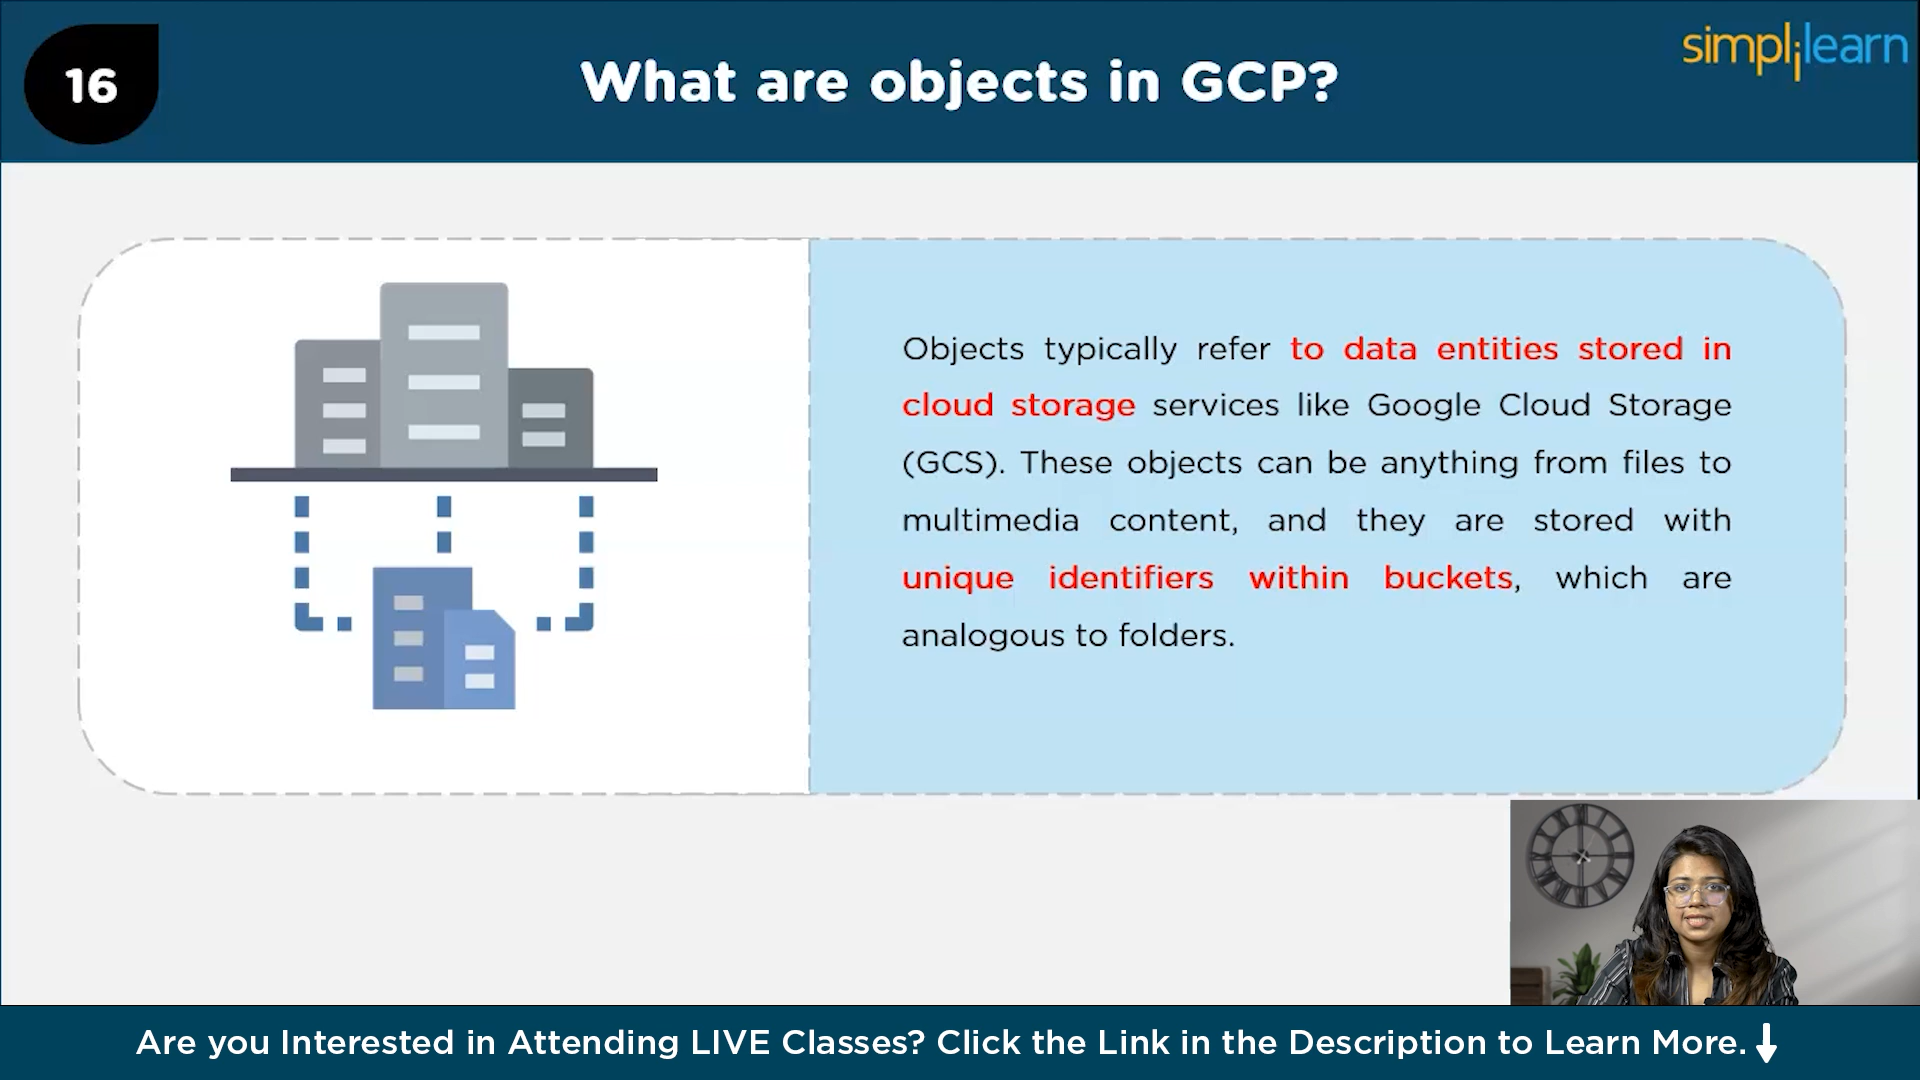 16
What are objects in GCP?
simplilearn
Objects typically refer to data entities stored in
cloud storage services like Google Cloud Storage
(GCS). These objects can be anything from files to
multimedia content, and they are stored with
unique identifiers within buckets, which are
analogous to folders.
Are you Interested in Attending LIVE Classes? Click the Link in the Description to Learn More.